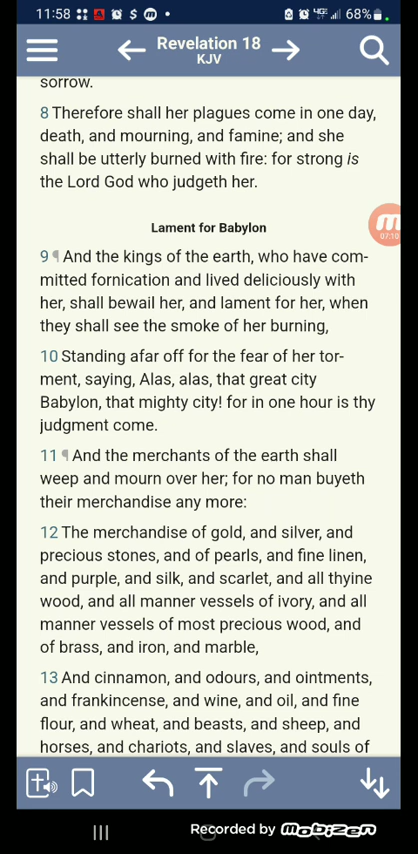 11:58 $ m • 4GE 68%
Revelation 18
KJV
sorrow.
8 Therefore shall her plagues come in one day,
death, and mourning, and famine; and she
shall be utterly burned with fire: for strong is
the Lord God who judgeth her.
Lament for Babylon
m
07:10
9 ¶ And the kings of the earth, who have com-
mitted fornication and lived deliciously with
her, shall bewail her, and lament for her, when
they shall see the smoke of her burning,
10 Standing afar off for the fear of her tor-
ment, saying, Alas, alas, that great city
Babylon, that mighty city! for in one hour is thy
judgment come.
11 ¶ And the merchants of the earth shall
weep and mourn over her; for no man buyeth
their merchandise any more:
12 The merchandise of gold, and silver, and
precious stones, and of pearls, and fine linen,
and purple, and silk, and scarlet, and all thyine
wood, and all manner vessels of ivory, and all
manner vessels of most precious wood, and
of brass, and iron, and marble,
13 And cinnamon, and odours, and ointments,
and frankincense, and wine, and oil, and fine
flour, and wheat, and beasts, and sheep, and
horses, and chariots, and slaves, and souls of
Recorded by mobizen